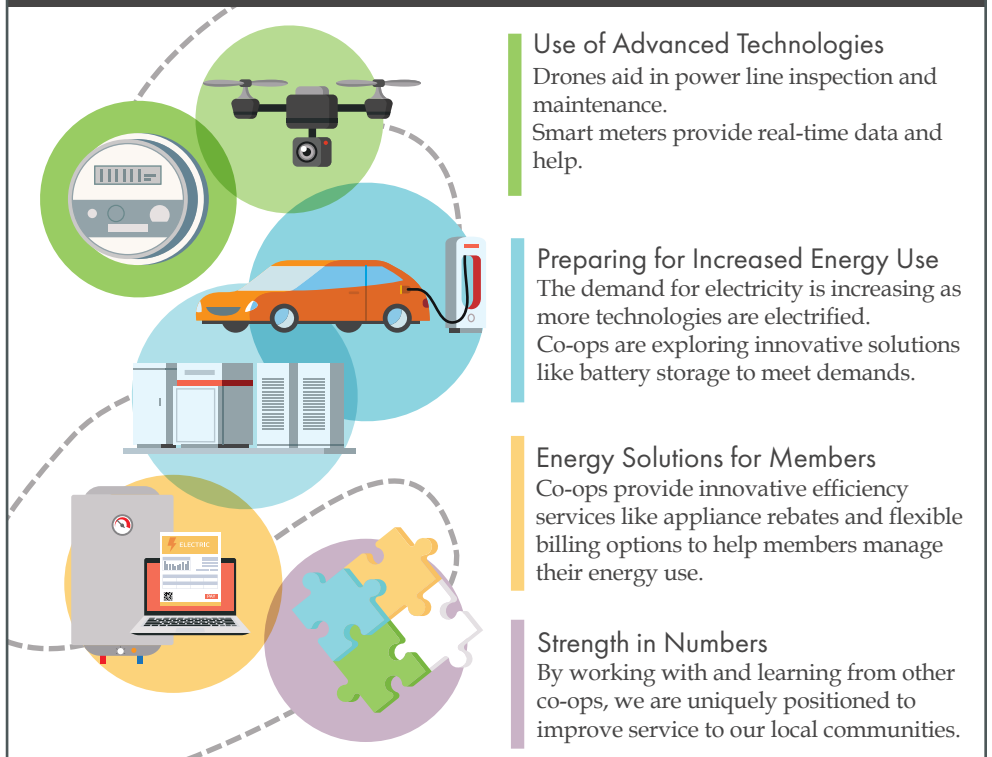 Use of Advanced Technologies
Drones aid in power line inspection and
maintenance.
Smart meters provide real-time data and
help.
Preparing for Increased Energy Use
The demand for electricity is increasing as
more technologies are electrified.
Co-ops are exploring innovative solutions
like battery storage to meet demands.
Energy Solutions for Members
Co-ops provide innovative efficiency
services like appliance rebates and flexible
billing options to help members manage
their energy use.
ELECTRIC
Strength in Numbers
By working with and learning from other
co-ops, we are uniquely positioned to
improve service to our local communities.